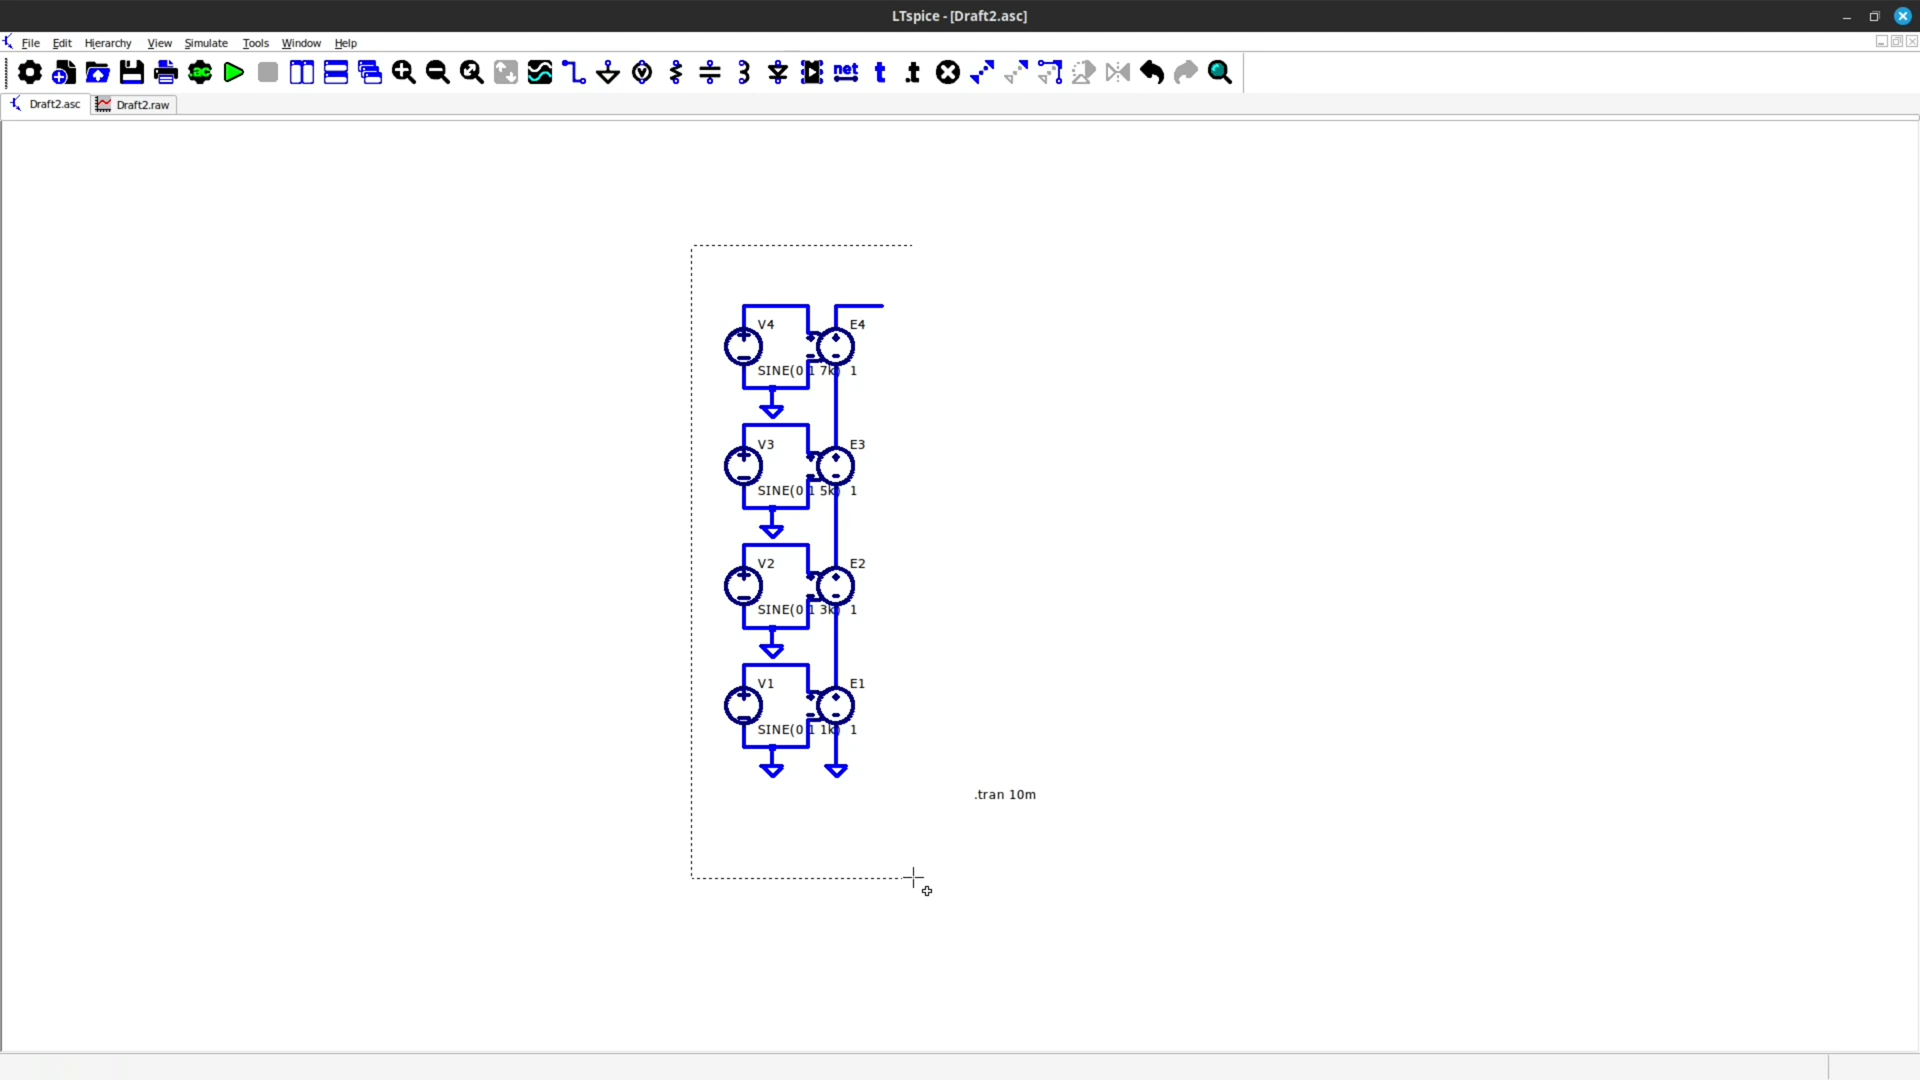 LTspice - [Draft2.asc]
File Edit Hierarchy View Simulate Tools Window Help
.ac net t .t
Draft2.asc Draft2.raw
V4 E4
SINE(0 1 7k) 1
V3 E3
SINE(0 1 5k) 1
V2 E2
SINE(0 1 3k) 1
V1 E1
SINE(0 1 1k) 1
.tran 10m